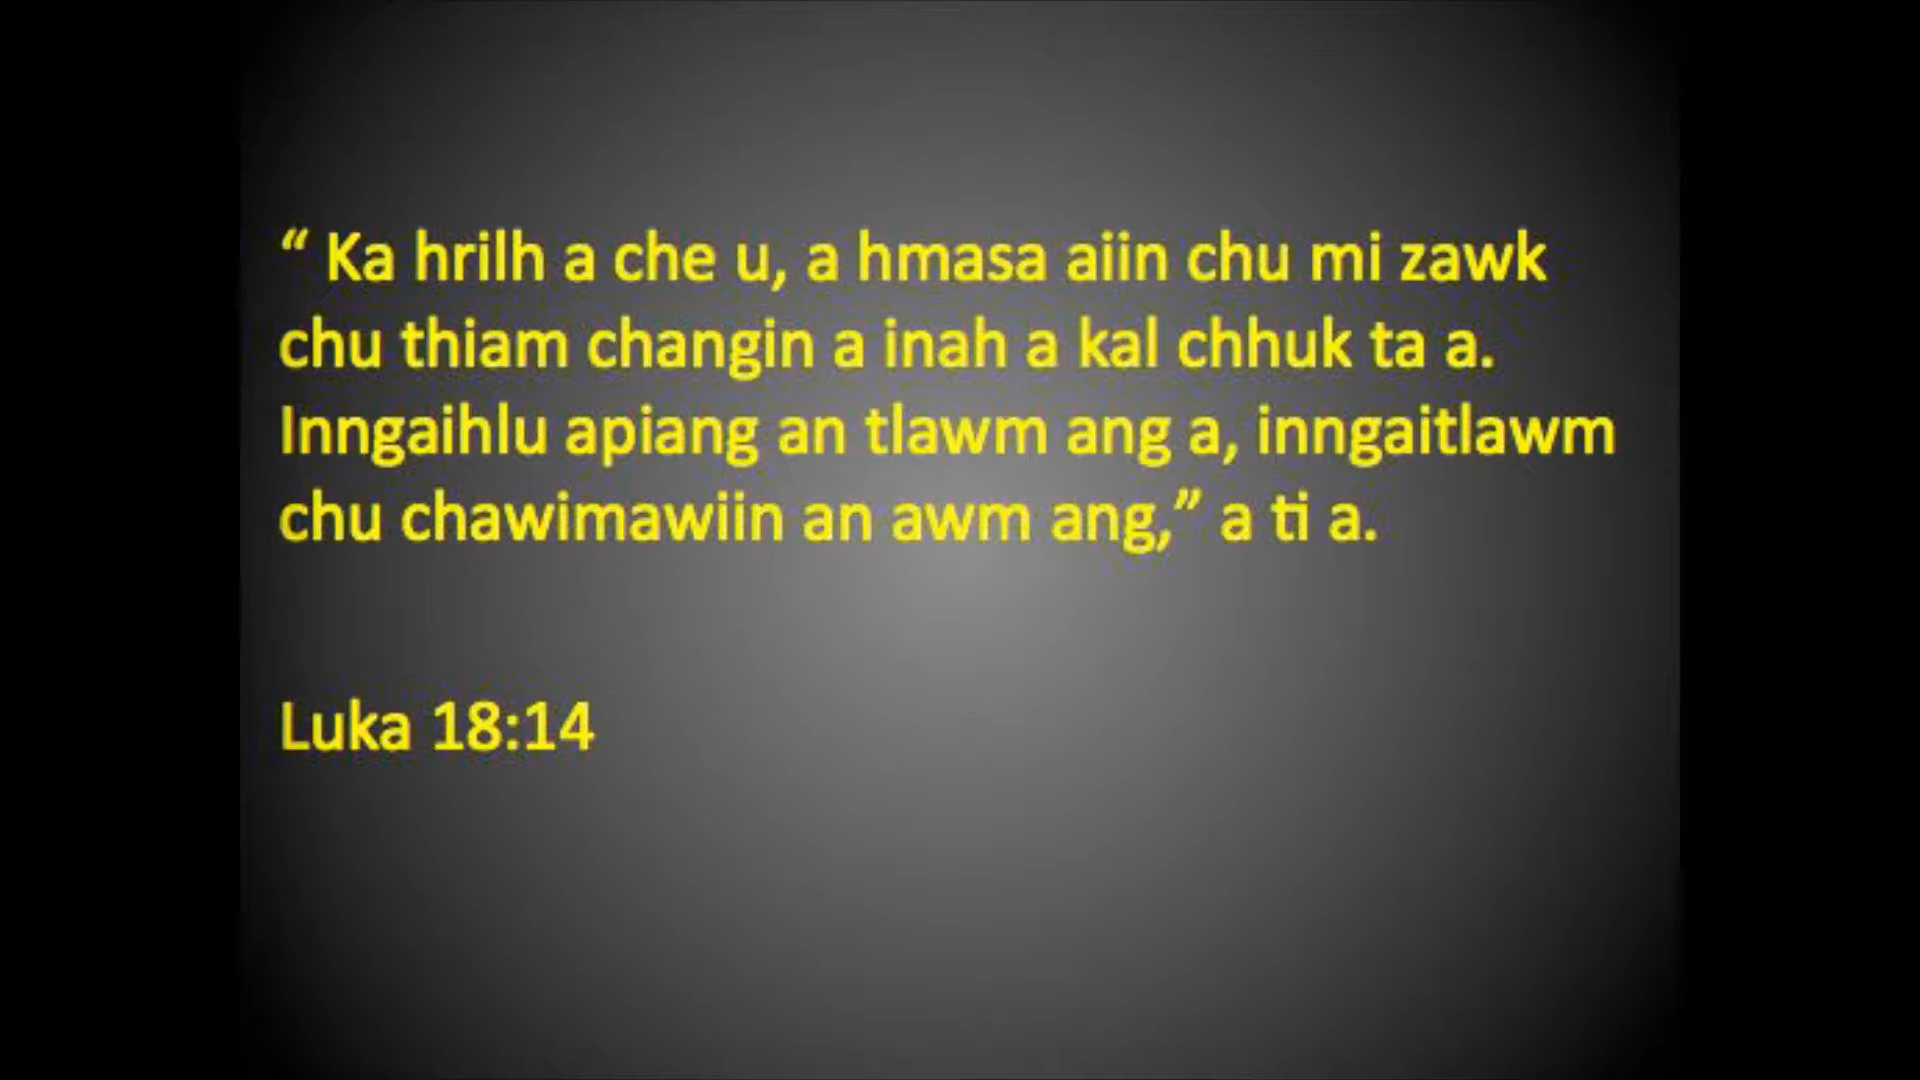 “ Ka hrilh a che u, a hmasa aiin chu mi zawk
chu thiam changin a inah a kal chhuk ta a.
Inngaihlu apiang an tlawm ang a, inngaitlawm
chu chawimawiin an awm ang,” a ti a.
Luka 18:14